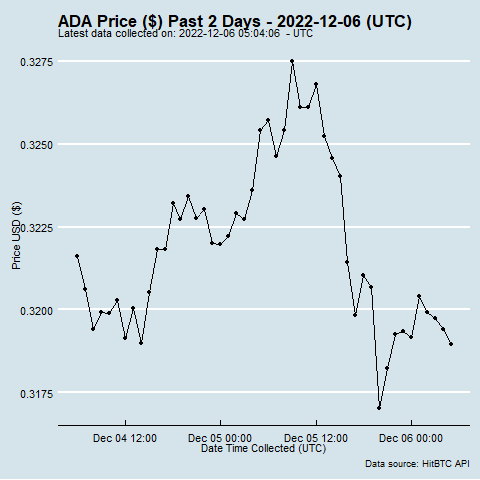 ADA Price ($) Past 2 Days - 2022-12-06 (UTC)
Latest data collected on: 2022-12-06 05:04:06 - UTC
0.3275
0.3250
0.3225
0.3200
0.3175
Price USD ($)
Dec 04 12:00 Dec 05 00:00 Dec 05 12:00 Dec 06 00:00
Date Time Collected (UTC)
Data source: HitBTC API